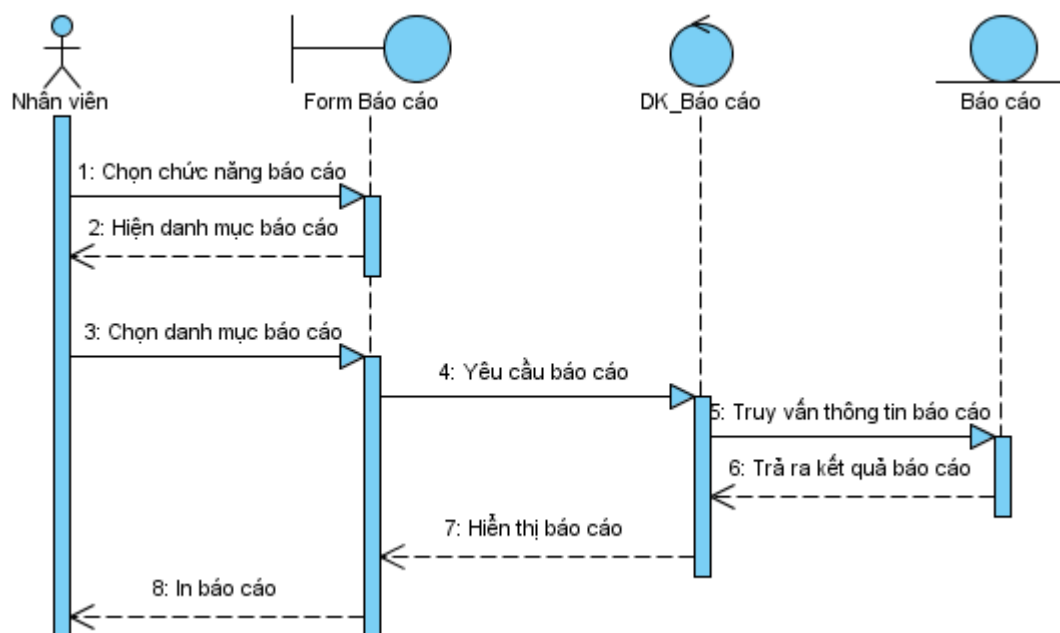 Nhân viên
Form Báo cáo
DK_Báo cáo
Báo cáo
1: Chọn chức năng báo cáo
2: Hiện danh mục báo cáo
3: Chọn danh mục báo cáo
4: Yêu cầu báo cáo
5: Truy vấn thông tin báo cáo
6: Trả ra kết quả báo cáo
7: Hiển thị báo cáo
8: In báo cáo